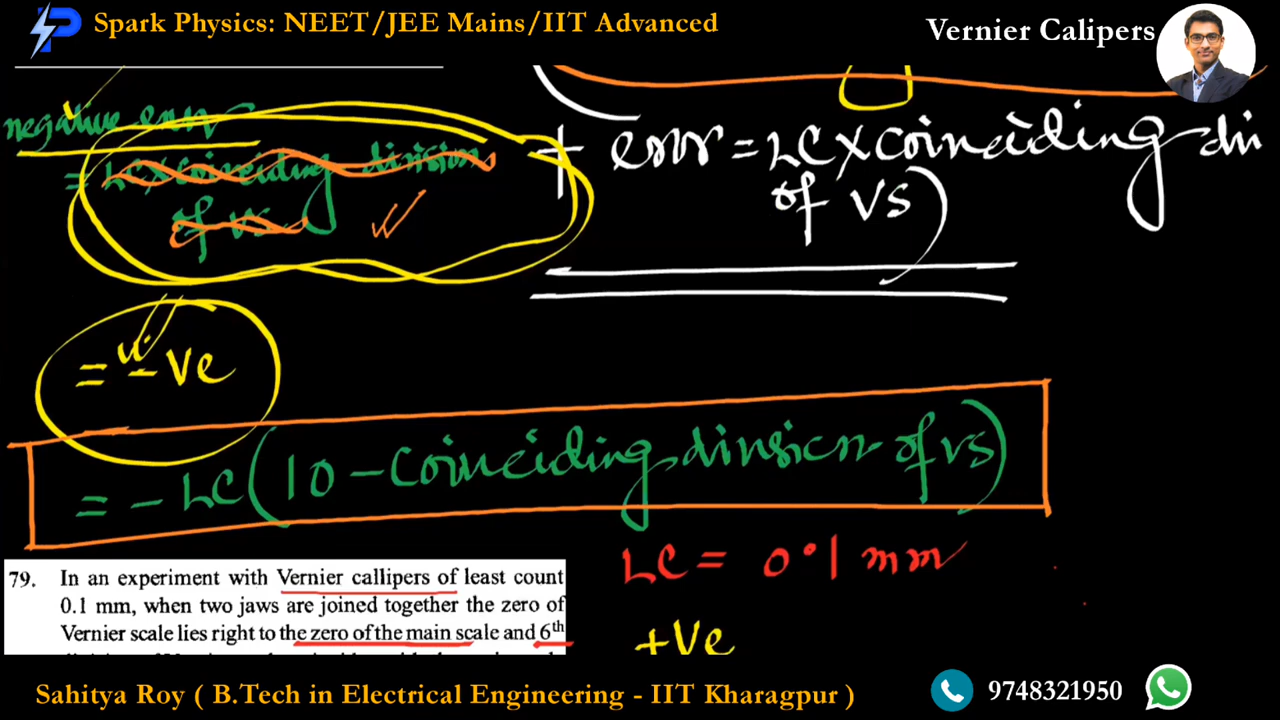 Spark Physics: NEET/JEE Mains/IIT Advanced
Vernier Calipers
negative error
= LC X Coinciding division
of VS
+ error = LC X Coinciding div
of VS)
= -Ve
= - LC (10 - Coinciding division of VS)
LC = 0.1 mm
79. In an experiment with Vernier callipers of least count
0.1 mm, when two jaws are joined together the zero of
Vernier scale lies right to the zero of the main scale and 6th
+Ve
Sahitya Roy ( B.Tech in Electrical Engineering - IIT Kharagpur )
9748321950